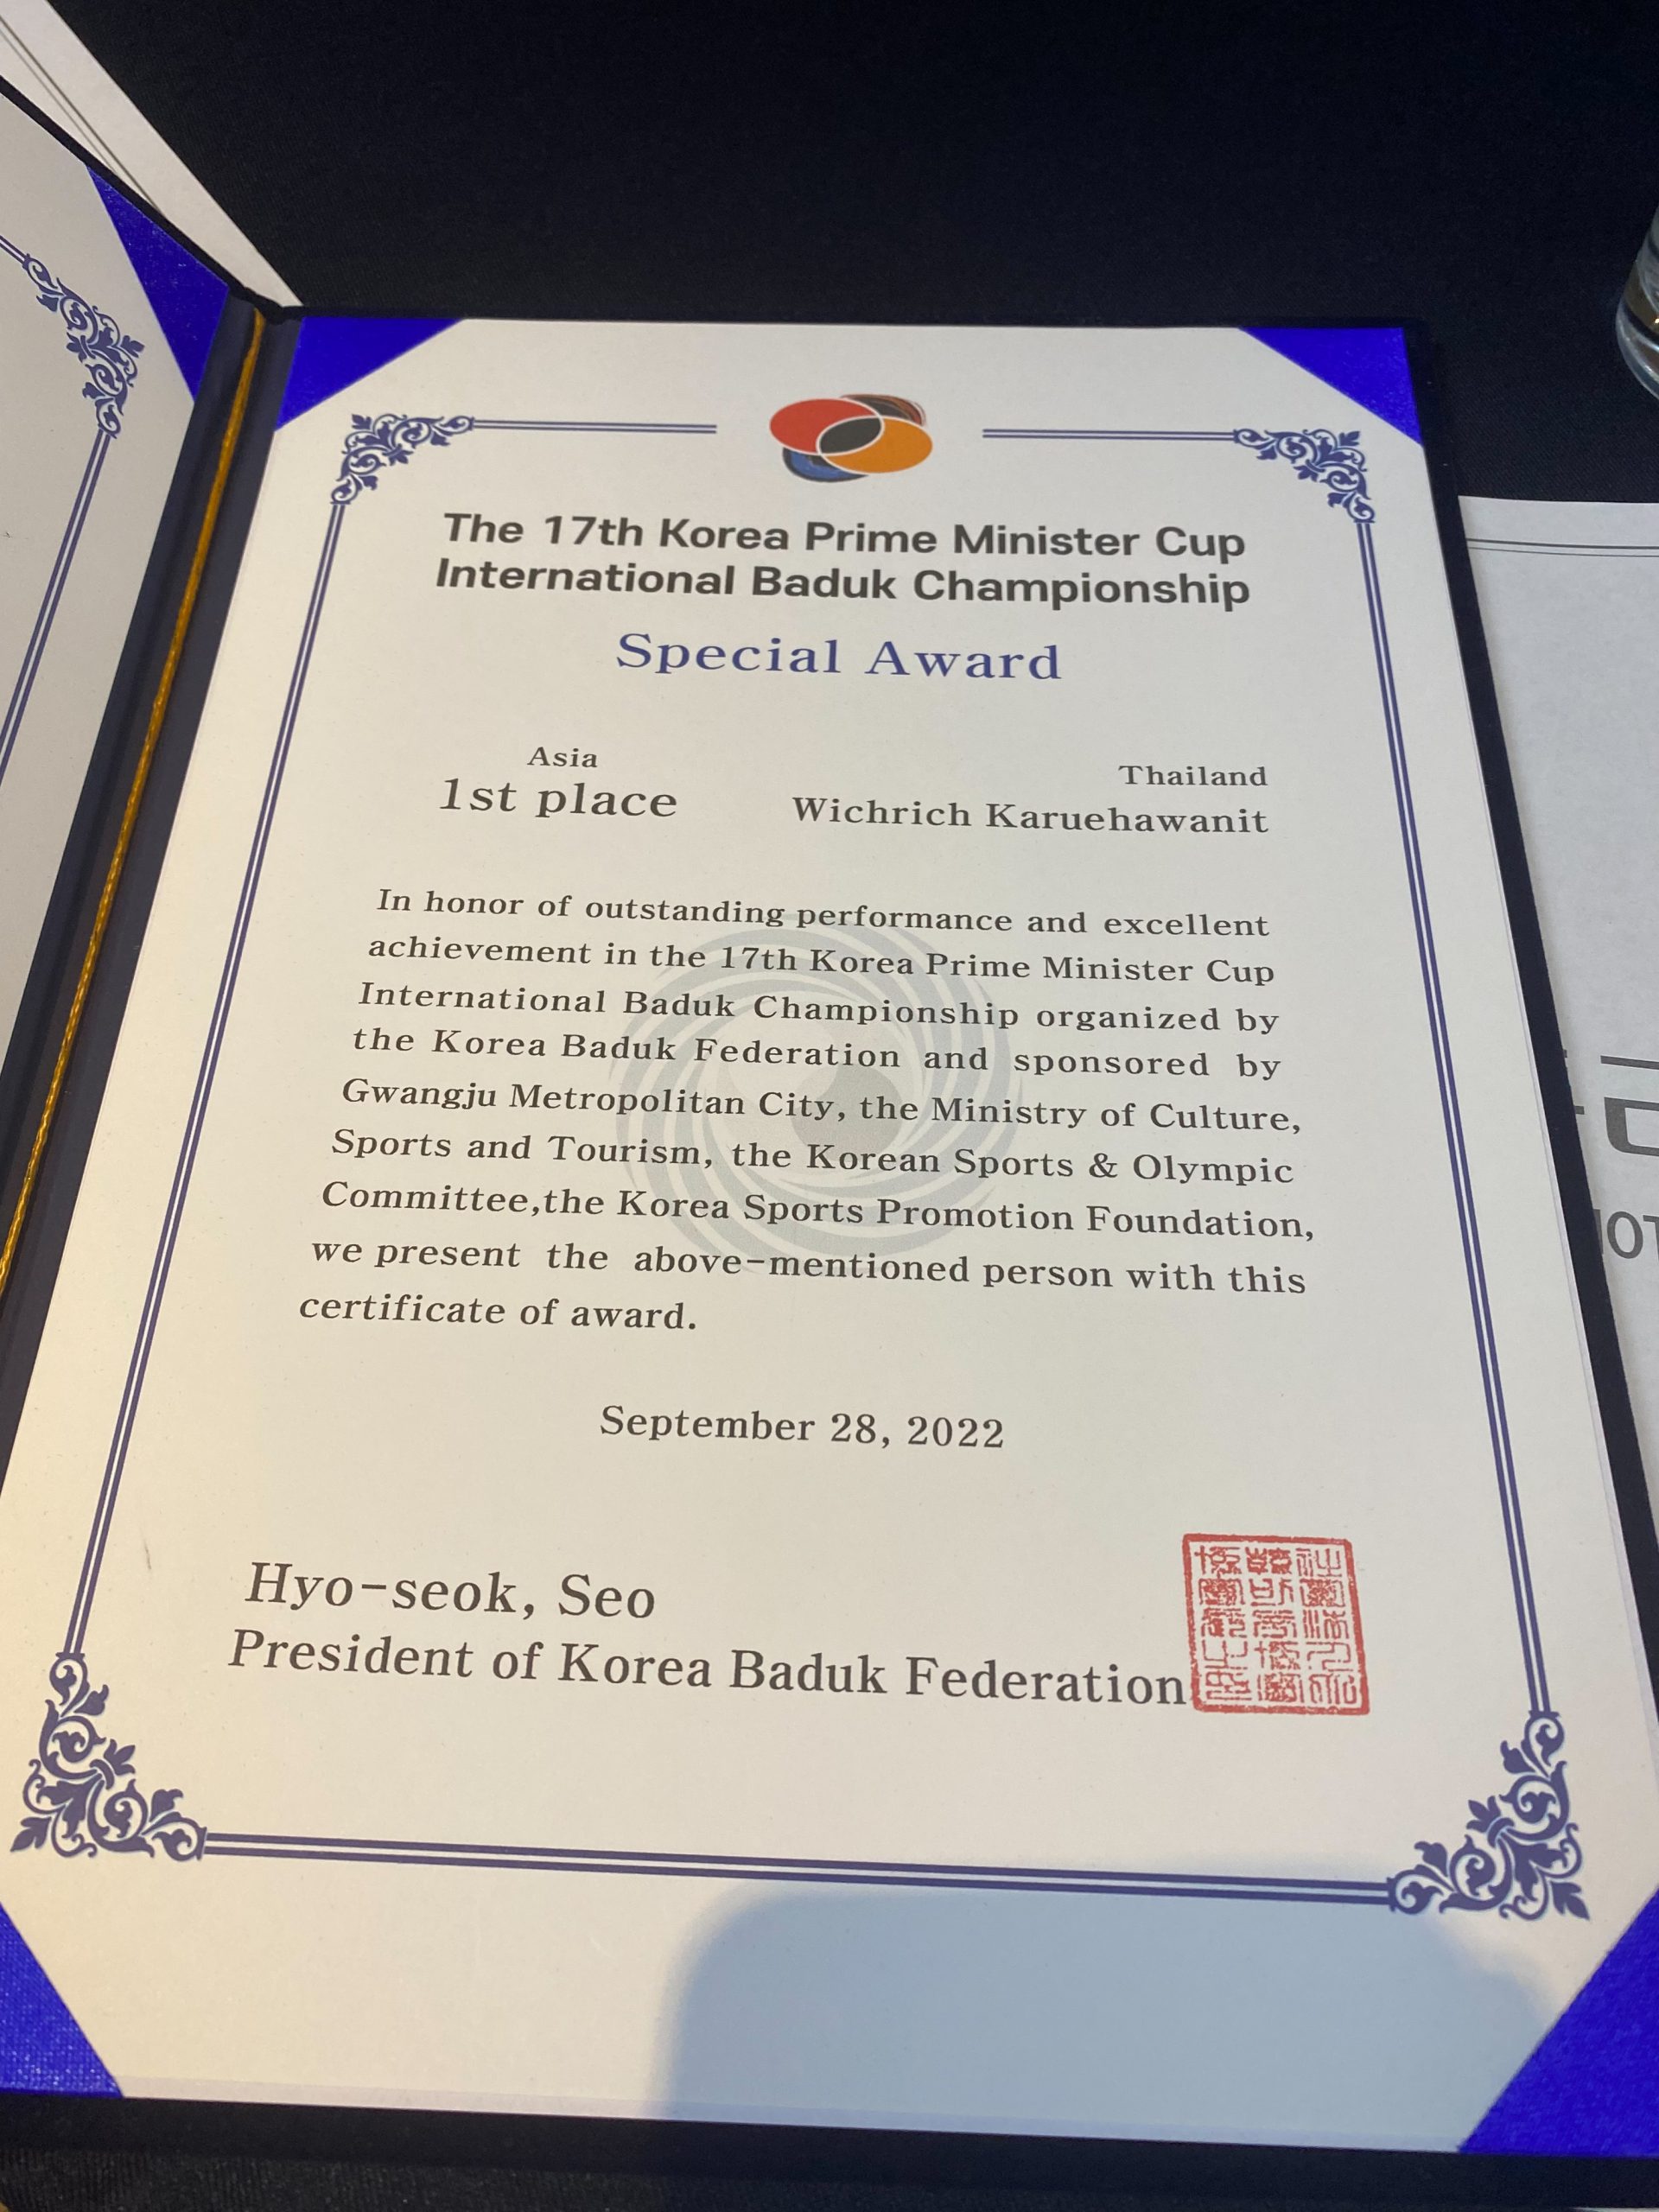 The 17th Korea Prime Minister Cup
International Baduk Championship
Special Award
Asia
1st place
Thailand
Wichrich Karuehawanit
In honor of outstanding performance and excellent
achievement in the 17th Korea Prime Minister Cup
International Baduk Championship organized by
the Korea Baduk Federation and sponsored by
Gwangju Metropolitan City, the Ministry of Culture,
Sports and Tourism, the Korean Sports & Olympic
Committee,the Korea Sports Promotion Foundation,
we present the above-mentioned person with this
certificate of award.
September 28, 2022
Hyo-seok, Seo
President of Korea Baduk Federation